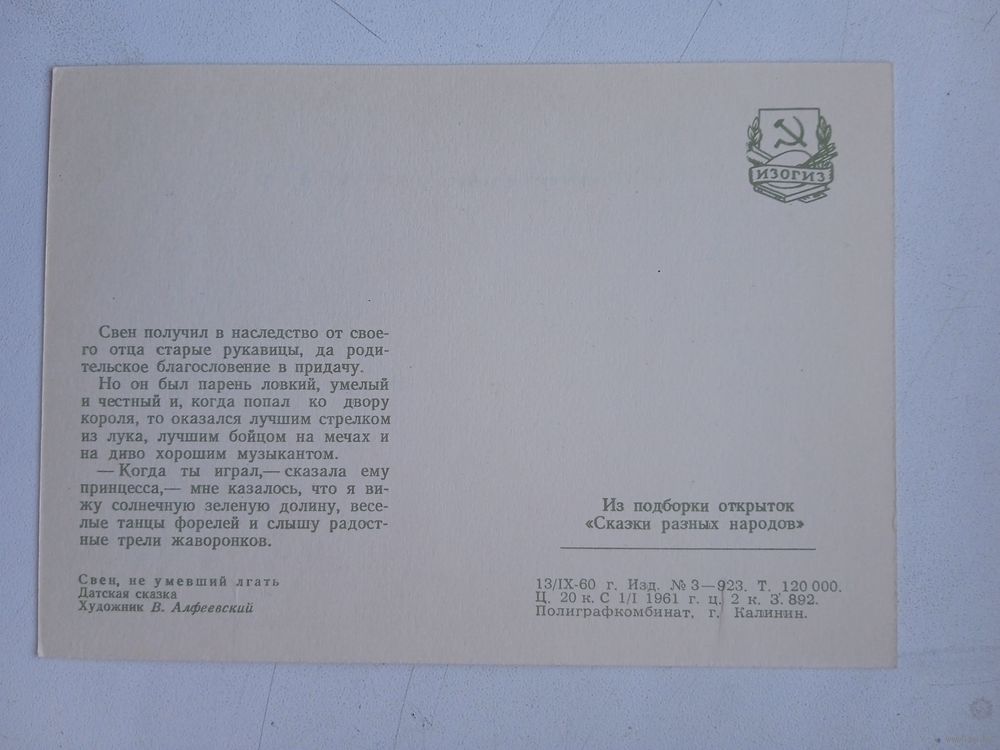 ИЗОГИЗ
Свен получил в наследство от свое-
го отца старые рукавицы, да роди-
тельское благословение в придачу.
Но он был парень ловкий, умелый
и честный и, когда попал ко двору
короля, то оказался лучшим стрелком
из лука, лучшим бойцом на мечах и
на диво хорошим музыкантом.
— Когда ты играл,— сказала ему
принцесса,— мне казалось, что я ви-
жу солнечную зеленую долину, весе-
лые танцы форелей и слышу радост-
ные трели жаворонков.
Свен, не умевший лгать
Датская сказка
Художник В. Алфеевский
Из подборки открыток
«Сказки разных народов»
13/IX-60 г. Изд. № 3—923. Т. 120 000.
Ц. 20 к. С 1/I 1961 г. ц. 2 к. З. 892.
Полиграфкомбинат, г. Калинин.